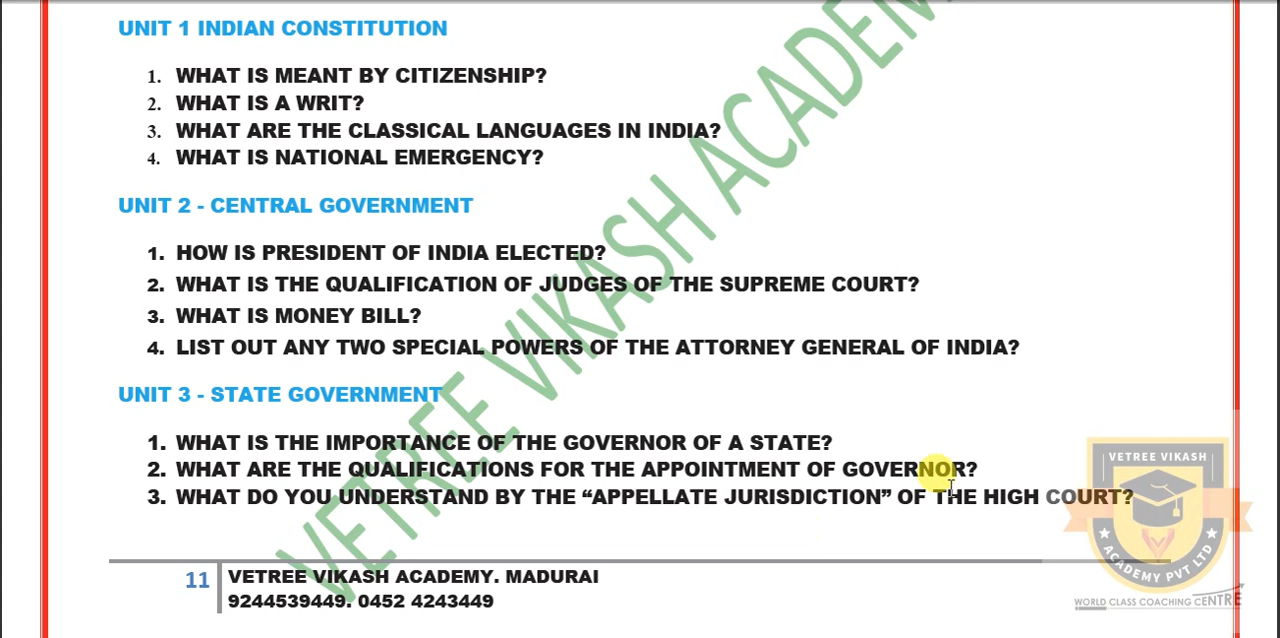 UNIT 1 INDIAN CONSTITUTION
1. WHAT IS MEANT BY CITIZENSHIP?
2. WHAT IS A WRIT?
3. WHAT ARE THE CLASSICAL LANGUAGES IN INDIA?
4. WHAT IS NATIONAL EMERGENCY?
UNIT 2 - CENTRAL GOVERNMENT
1. HOW IS PRESIDENT OF INDIA ELECTED?
2. WHAT IS THE QUALIFICATION OF JUDGES OF THE SUPREME COURT?
3. WHAT IS MONEY BILL?
4. LIST OUT ANY TWO SPECIAL POWERS OF THE ATTORNEY GENERAL OF INDIA?
UNIT 3 - STATE GOVERNMENT
1. WHAT IS THE IMPORTANCE OF THE GOVERNOR OF A STATE?
2. WHAT ARE THE QUALIFICATIONS FOR THE APPOINTMENT OF GOVERNOR?
3. WHAT DO YOU UNDERSTAND BY THE “APPELLATE JURISDICTION” OF THE HIGH COURT?
11 VETREE VIKASH ACADEMY. MADURAI
9244539449. 0452 4243449
VETREE VIKASH ACADEM
VETREE VIKASH
ACADEMY PVT LTD
WORLD CLASS COACHING CENTRE